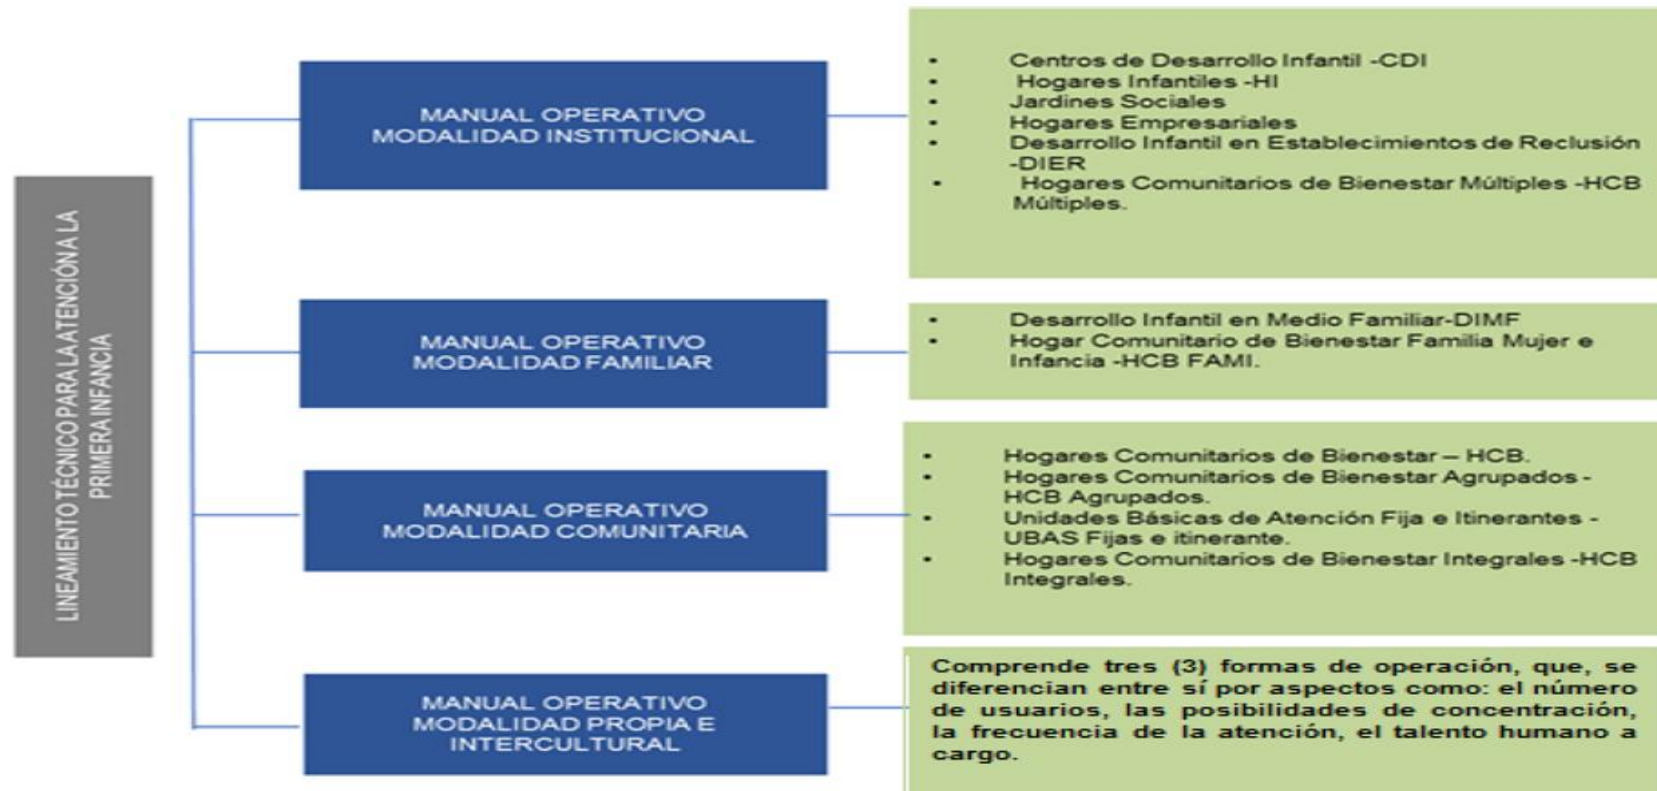 LINEAMIENTO TÉCNICO PARA LA ATENCIÓN A LA
PRIMERA INFANCIA
MANUAL OPERATIVO
MODALIDAD INSTITUCIONAL
• Centros de Desarrollo Infantil -CDI
• Hogares Infantiles -HI
• Jardines Sociales
• Hogares Empresariales
• Desarrollo Infantil en Establecimientos de Reclusión
-DIER
• Hogares Comunitarios de Bienestar Múltiples -HCB
Múltiples.
MANUAL OPERATIVO
MODALIDAD FAMILIAR
• Desarrollo Infantil en Medio Familiar-DIMF
• Hogar Comunitario de Bienestar Familia Mujer e
Infancia -HCB FAMI.
MANUAL OPERATIVO
MODALIDAD COMUNITARIA
• Hogares Comunitarios de Bienestar – HCB.
• Hogares Comunitarios de Bienestar Agrupados -
HCB Agrupados.
• Unidades Básicas de Atención Fija e Itinerantes -
UBAS Fijas e itinerante.
• Hogares Comunitarios de Bienestar Integrales -HCB
Integrales.
MANUAL OPERATIVO
MODALIDAD PROPIA E
INTERCULTURAL
Comprende tres (3) formas de operación, que, se
diferencian entre sí por aspectos como: el número
de usuarios, las posibilidades de concentración,
la frecuencia de la atención, el talento humano a
cargo.